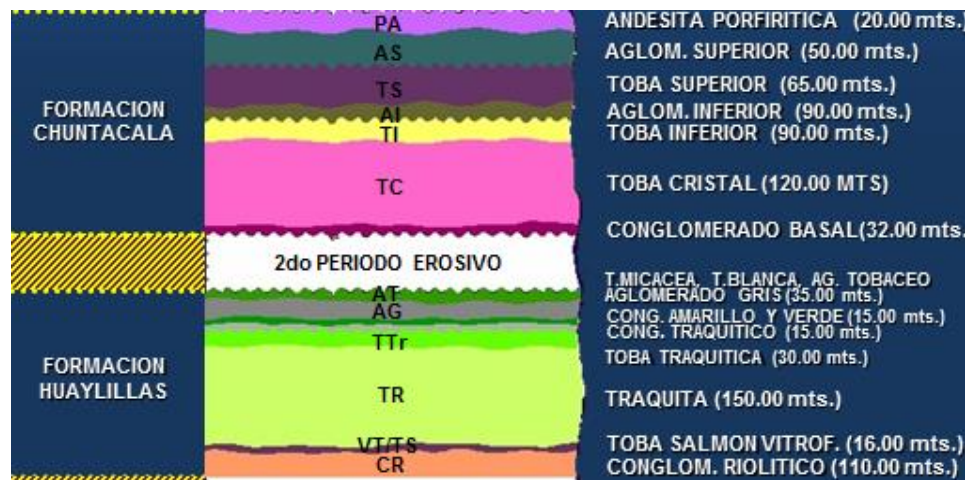 FORMACION
CHUNTACALA
FORMACION
HUAYLILLAS
PA
AS
TS
AI
TI
TC
2do PERIODO EROSIVO
AT
AG
TTr
TR
VT/TS
CR
ANDESITA PORFIRITICA (20.00 mts.)
AGLOM. SUPERIOR (50.00 mts.)
TOBA SUPERIOR (65.00 mts.)
AGLOM. INFERIOR (90.00 mts.)
TOBA INFERIOR (90.00 mts.)
TOBA CRISTAL (120.00 MTS)
CONGLOMERADO BASAL(32.00 mts.
T.MICACEA, T.BLANCA, AG. TOBACEO
AGLOMERADO GRIS (35.00 mts.)
CONG. AMARILLO Y VERDE (15.00 mts.)
CONG. TRAQUITICO (15.00 mts.)
TOBA TRAQUITICA (30.00 mts.)
TRAQUITA (150.00 mts.)
TOBA SALMON VITROF. (16.00 mts.)
CONGLOM. RIOLITICO (110.00 mts.)